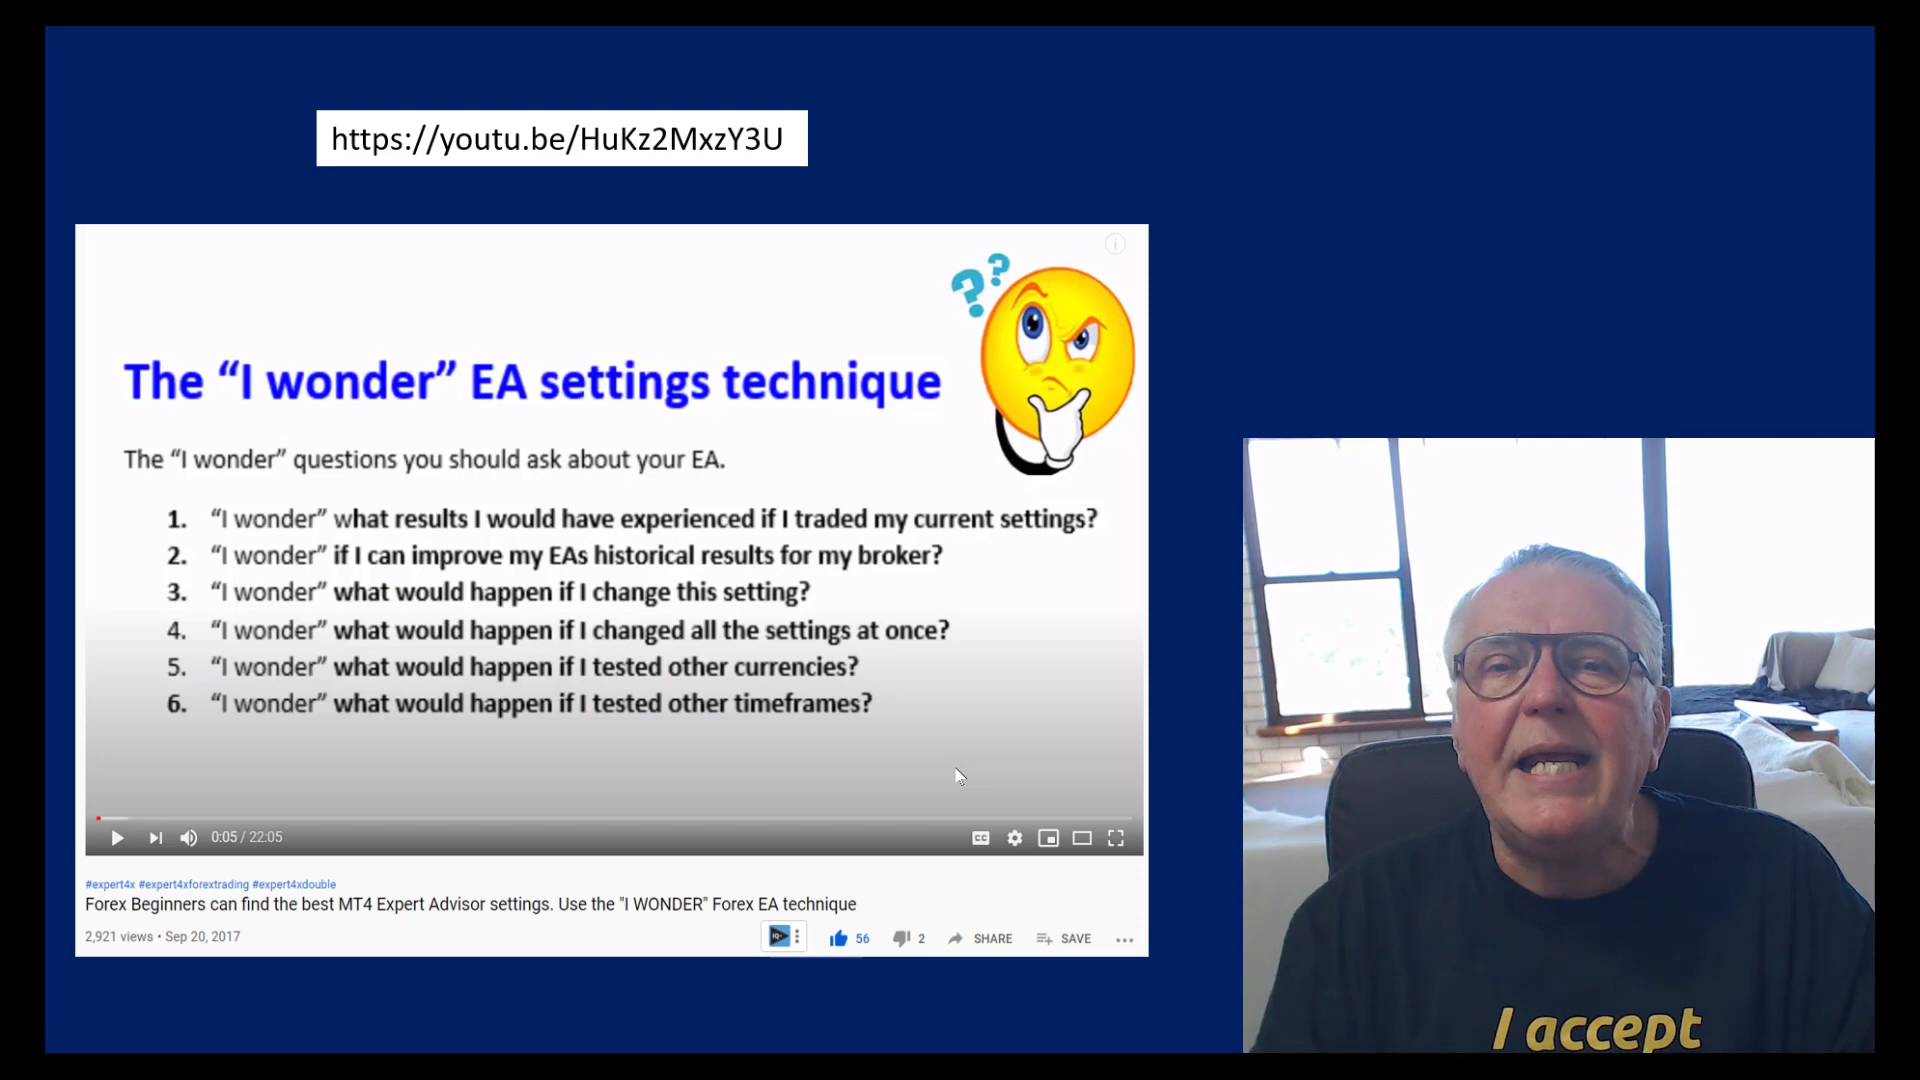 https://youtu.be/HuKz2MxzY3U
??
The “I wonder” EA settings technique
The “I wonder” questions you should ask about your EA.
1. “I wonder” what results I would have experienced if I traded my current settings?
2. “I wonder” if I can improve my EAs historical results for my broker?
3. “I wonder” what would happen if I change this setting?
4. “I wonder” what would happen if I changed all the settings at once?
5. “I wonder” what would happen if I tested other currencies?
6. “I wonder” what would happen if I tested other timeframes?
0:05 / 22:05
CC
#expert4x #expert4xforextrading #expert4xdouble
Forex Beginners can find the best MT4 Expert Advisor settings. Use the "I WONDER" Forex EA technique
2,921 views • Sep 20, 2017
56 2 SHARE SAVE
I accept